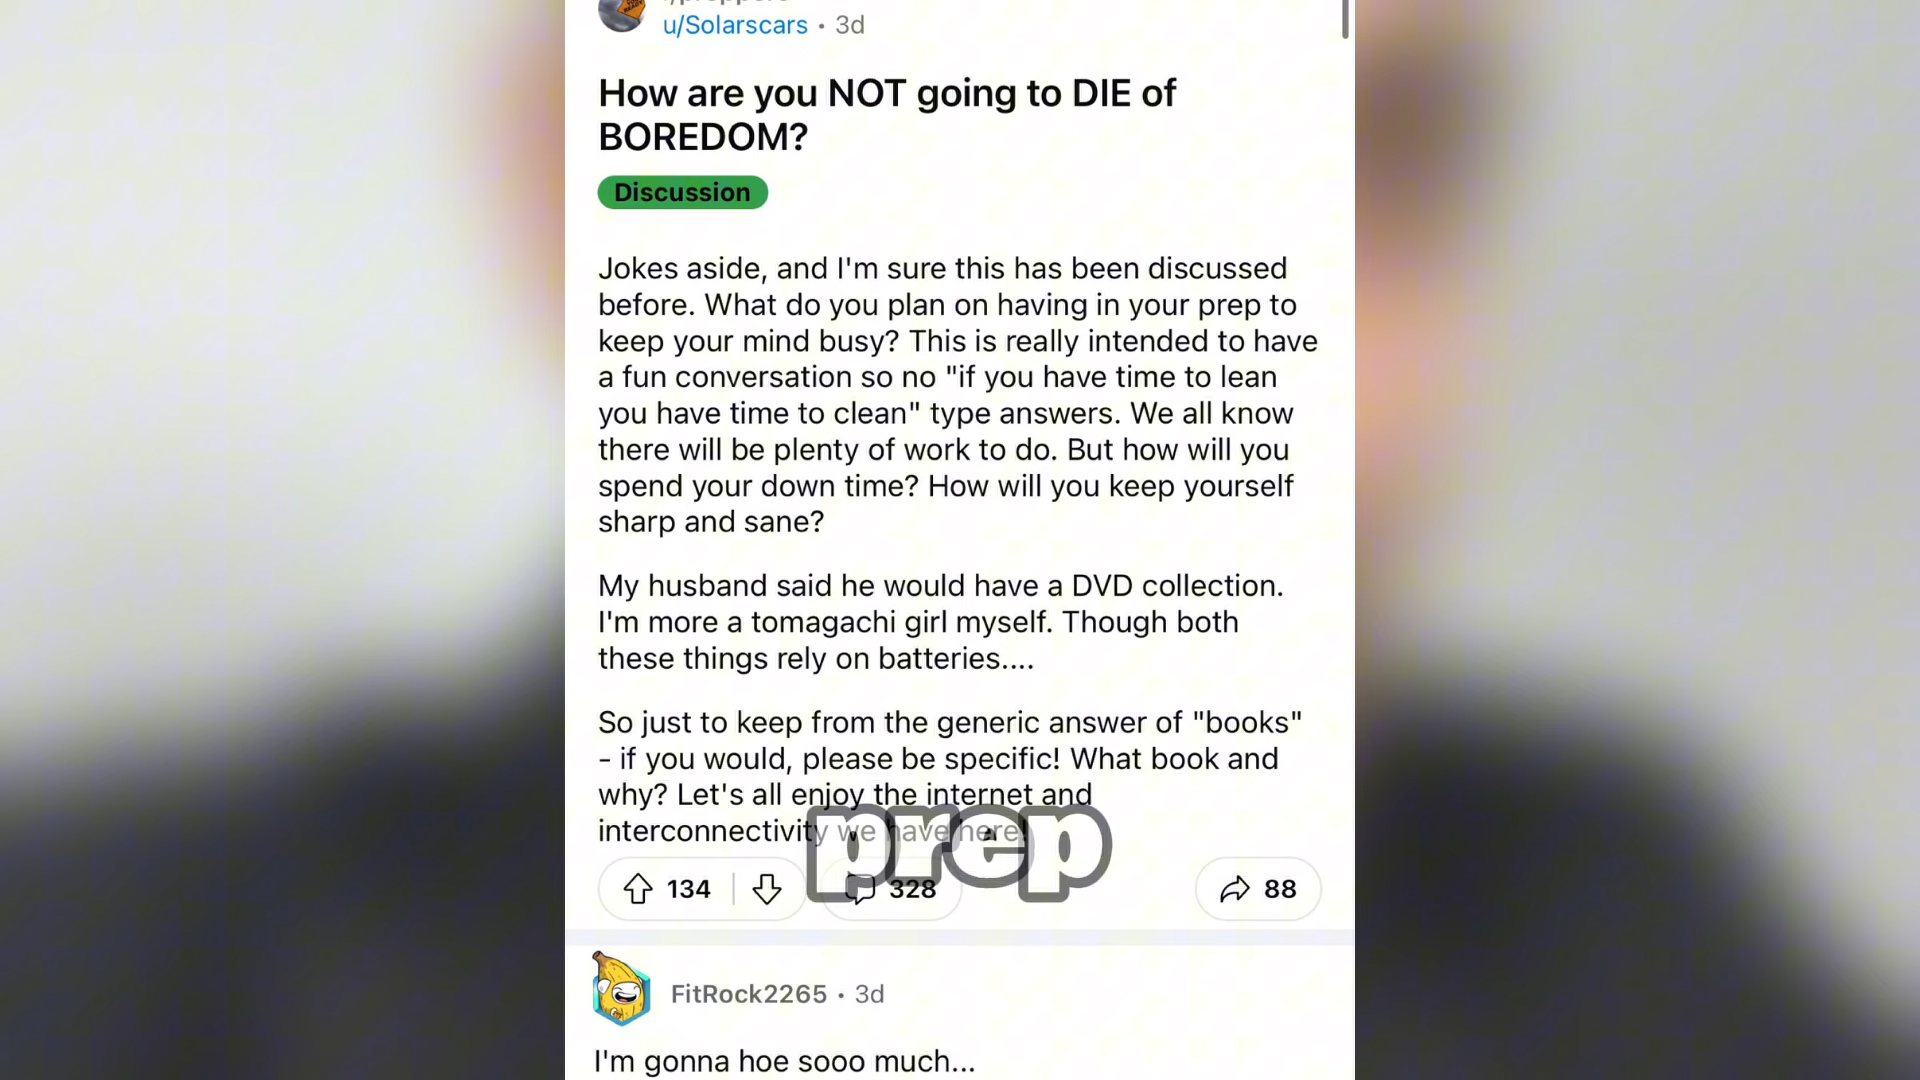 u/Solarscars • 3d
How are you NOT going to DIE of
BOREDOM?
Discussion
Jokes aside, and I'm sure this has been discussed
before. What do you plan on having in your prep to
keep your mind busy? This is really intended to have
a fun conversation so no "if you have time to lean
you have time to clean" type answers. We all know
there will be plenty of work to do. But how will you
spend your down time? How will you keep yourself
sharp and sane?
My husband said he would have a DVD collection.
I'm more a tomagachi girl myself. Though both
these things rely on batteries....
So just to keep from the generic answer of "books"
- if you would, please be specific! What book and
why? Let's all enjoy the internet and
interconnectivity we have here!
prep
134 328 88
FitRock2265 • 3d
I'm gonna hoe sooo much...